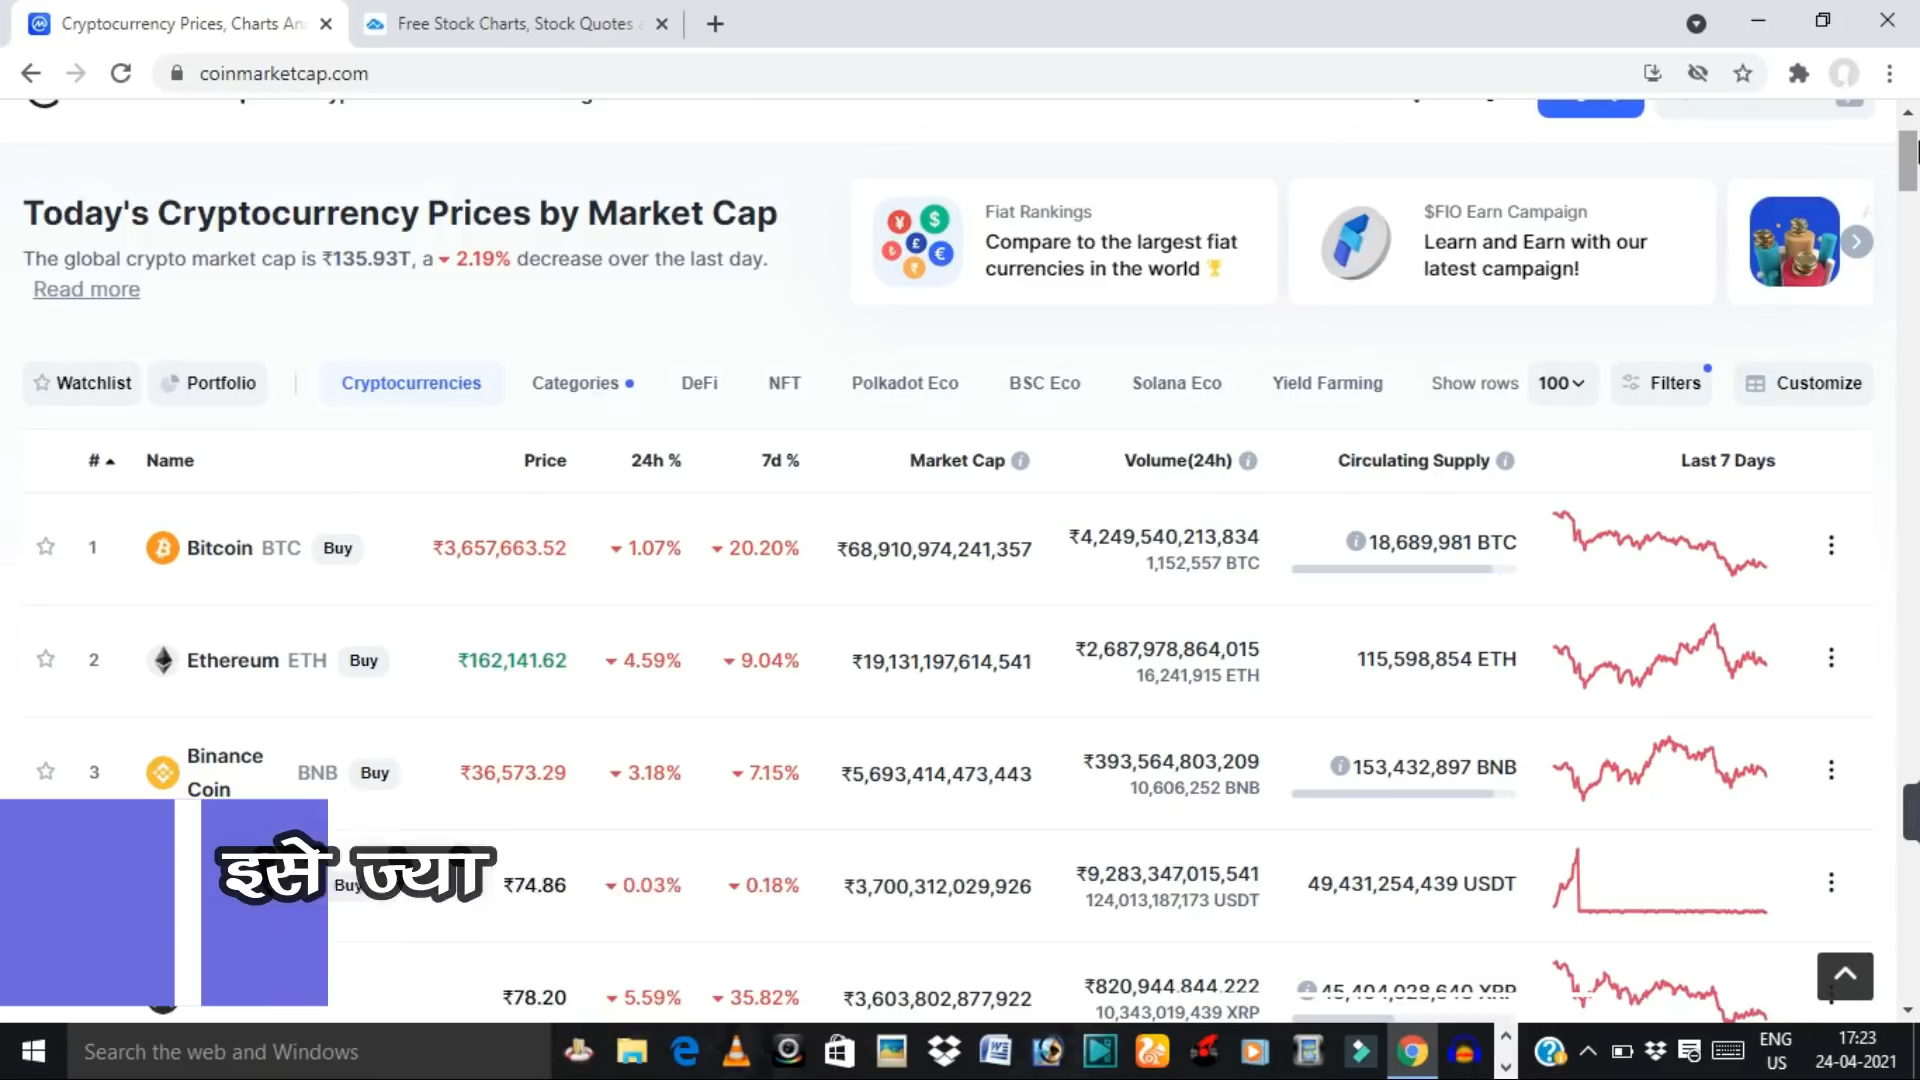 Cryptocurrency Prices, Charts An
Free Stock Charts, Stock Quotes
coinmarketcap.com
Today's Cryptocurrency Prices by Market Cap
The global crypto market cap is ₹135.93T, a 2.19% decrease over the last day.
Read more
Fiat Rankings
Compare to the largest fiat
currencies in the world
$FIO Earn Campaign
Learn and Earn with our
latest campaign!
Watchlist Portfolio Cryptocurrencies Categories DeFi NFT Polkadot Eco BSC Eco Solana Eco Yield Farming Show rows 100 Filters Customize
# Name Price 24h % 7d % Market Cap Volume(24h) Circulating Supply Last 7 Days
1 Bitcoin BTC Buy ₹3,657,663.52 1.07% 20.20% ₹68,910,974,241,357 ₹4,249,540,213,834 18,689,981 BTC
1,152,557 BTC
2 Ethereum ETH Buy ₹162,141.62 4.59% 9.04% ₹19,131,197,614,541 ₹2,687,978,864,015 115,598,854 ETH
16,241,915 ETH
3 Binance Coin BNB Buy ₹36,573.29 3.18% 7.15% ₹5,693,414,473,443 ₹393,564,803,209 153,432,897 BNB
10,606,252 BNB
इसे ज्या
Buy ₹74.86 0.03% 0.18% ₹3,700,312,029,926 ₹9,283,347,015,541 49,431,254,439 USDT
124,013,187,173 USDT
₹78.20 5.59% 35.82% ₹3,603,802,877,922 ₹820,944,844,222 45,404,028,640 XRP
10,343,019,439 XRP
Search the web and Windows
ENG
US
17:23
24-04-2021